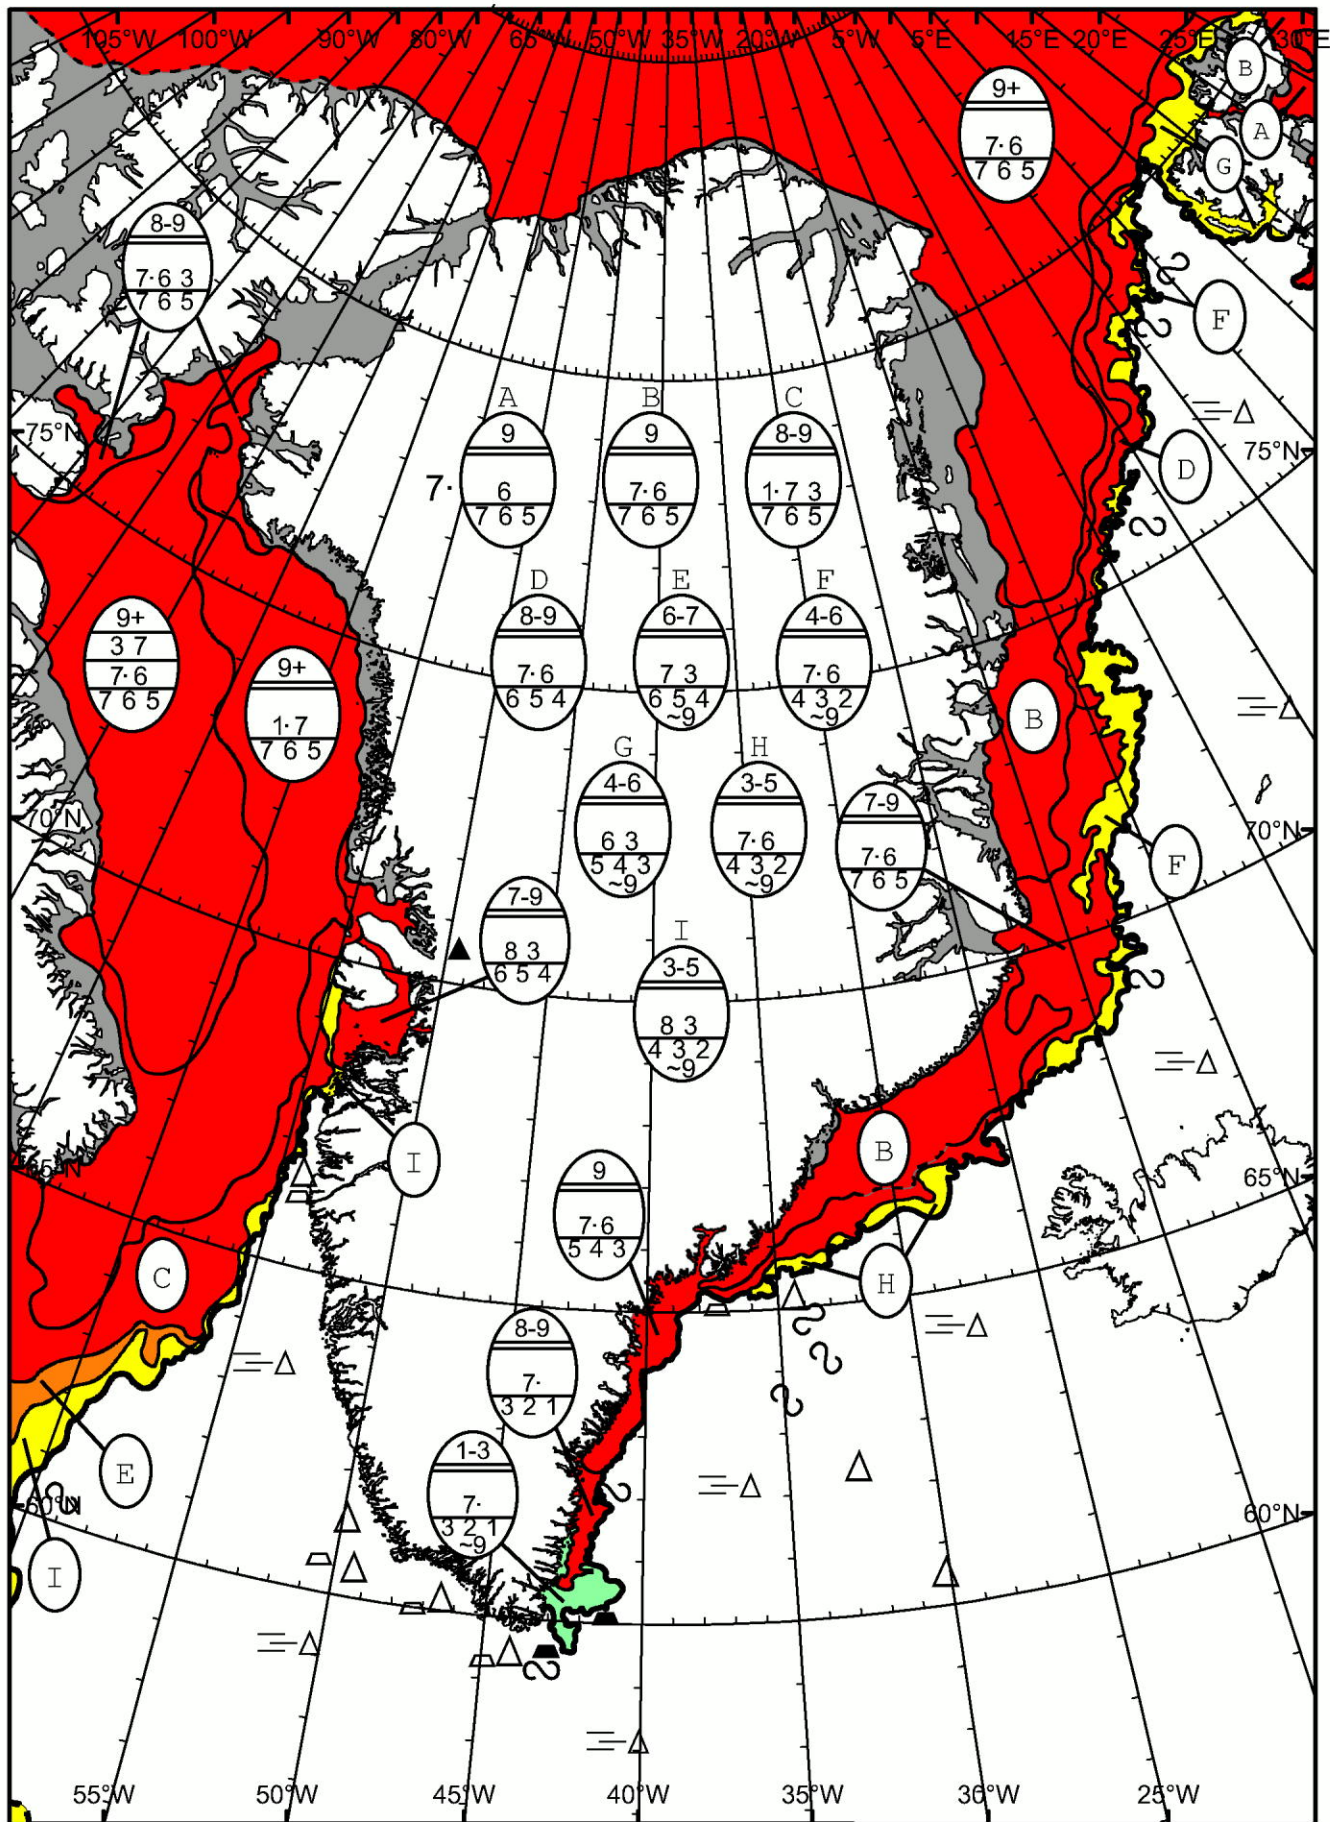 105°W 100°W 90°W 80°W 65°W 50°W 35°W 20°W 5°W 5°E 15°E 20°E 25°E 30°E
B
9+
7· 6
7 6 5
A
G
8-9
7· 6 3
7 6 5
F
75°N
A
9
7·
6
7 6 5
B
9
7· 6
7 6 5
C
8-9
1· 7 3
7 6 5
75°N
D
D
8-9
7· 6
6 5 4
E
6-7
7 3
6 5 4
~9
F
4-6
7· 6
4 3 2
~9
9+
3 7
7· 6
7 6 5
9+
1· 7
7 6 5
B
G
4-6
6 3
5 4 3
~9
H
3-5
7· 6
4 3 2
~9
7-9
7· 6
7 6 5
70°N
70°N
F
7-9
8 3
6 5 4
I
3-5
8 3
4 3 2
~9
I
B
65°N
65°N
9
7· 6
5 4 3
C
H
8-9
7·
3 2 1
E
1-3
7·
3 2 1
~9
60°N
60°N
I
55°W 50°W 45°W 40°W 35°W 30°W 25°W